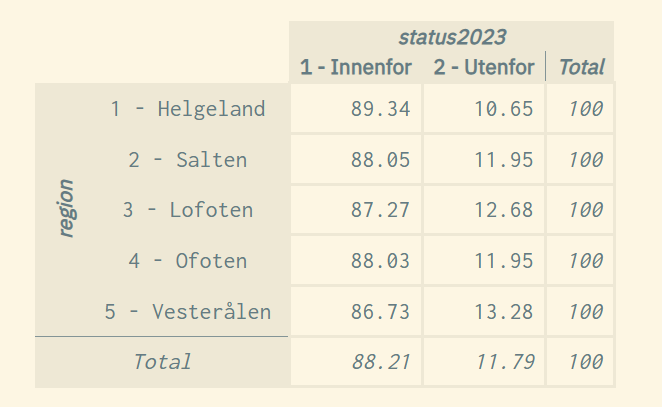 status2023
1 - Innenfor 2 - Utenfor Total
region
1 - Helgeland 89.34 10.65 100
2 - Salten 88.05 11.95 100
3 - Lofoten 87.27 12.68 100
4 - Ofoten 88.03 11.95 100
5 - Vesterålen 86.73 13.28 100
Total 88.21 11.79 100